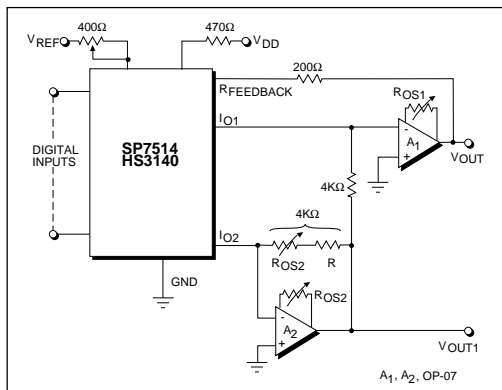 400Ω
470Ω
VREF
VDD
200Ω
RFEEDBACK
ROS1
IO1
SP7514
HS3140
DIGITAL
INPUTS
-
+
A1
VOUT
4KΩ
4KΩ
IO2
ROS2
R
GND
ROS2
-
+
A2
VOUT1
A1, A2, OP-07